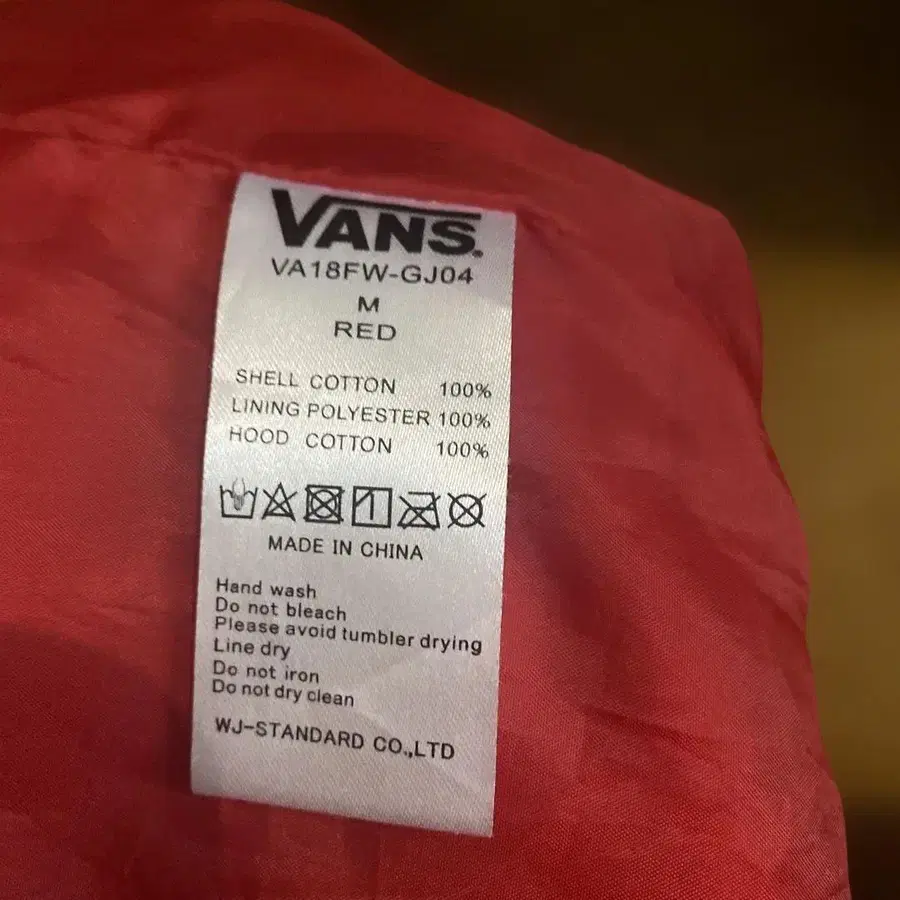 VANS
VA18FW-GJ04
M
RED
SHELL COTTON 100%
LINING POLYESTER 100%
HOOD COTTON 100%
MADE IN CHINA
Hand wash
Do not bleach
Please avoid tumbler drying
Line dry
Do not iron
Do not dry clean
WJ-STANDARD CO.,LTD